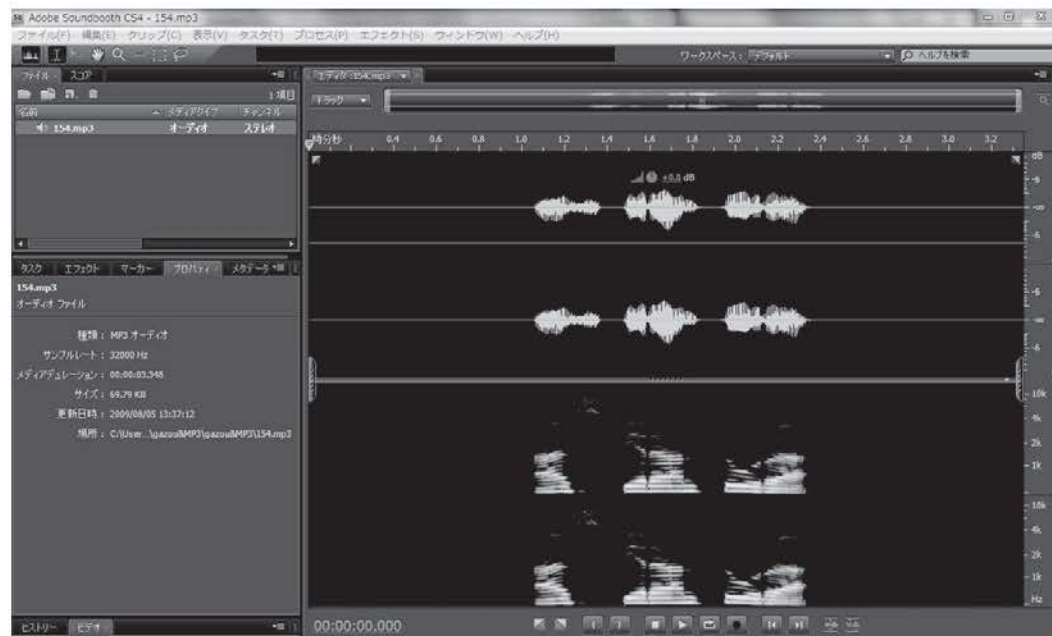 Adobe Soundbooth CS4 - 154.mp3
ファイル(F) 編集(E) クリップ(C) 表示(V) タスク(T) プロセス(P) エフェクト(S) ウィンドウ(W) ヘルプ(H)
ワークスペース： デフォルト ヘルプを検索
ファイル スコア
1 項目
名前 メディアタイプ チャンネル
154.mp3 オーディオ ステレオ
タスク エフェクト マーカー プロパティ メタデータ
154.mp3
オーディオ ファイル
種類： MP3 オーディオ
サンプルレート： 32000 Hz
メディアデュレーション： 00:00:03.348
サイズ： 69.79 KB
更新日時： 2009/08/05 13:37:12
場所： C:\User...\gazou&MP3\gazou&MP3\154.mp3
ヒストリー ビデオ
エディタ:154.mp3
トラック
時分秒 0.4 0.6 0.8 1.0 1.2 1.4 1.6 1.8 2.0 2.2 2.4 2.6 2.8 3.0 3.2
+0.0 dB
dB
-6
-∞
-6
-6
-∞
-6
10k
4k
2k
1k
10k
4k
2k
1k
Hz
00:00:00.000